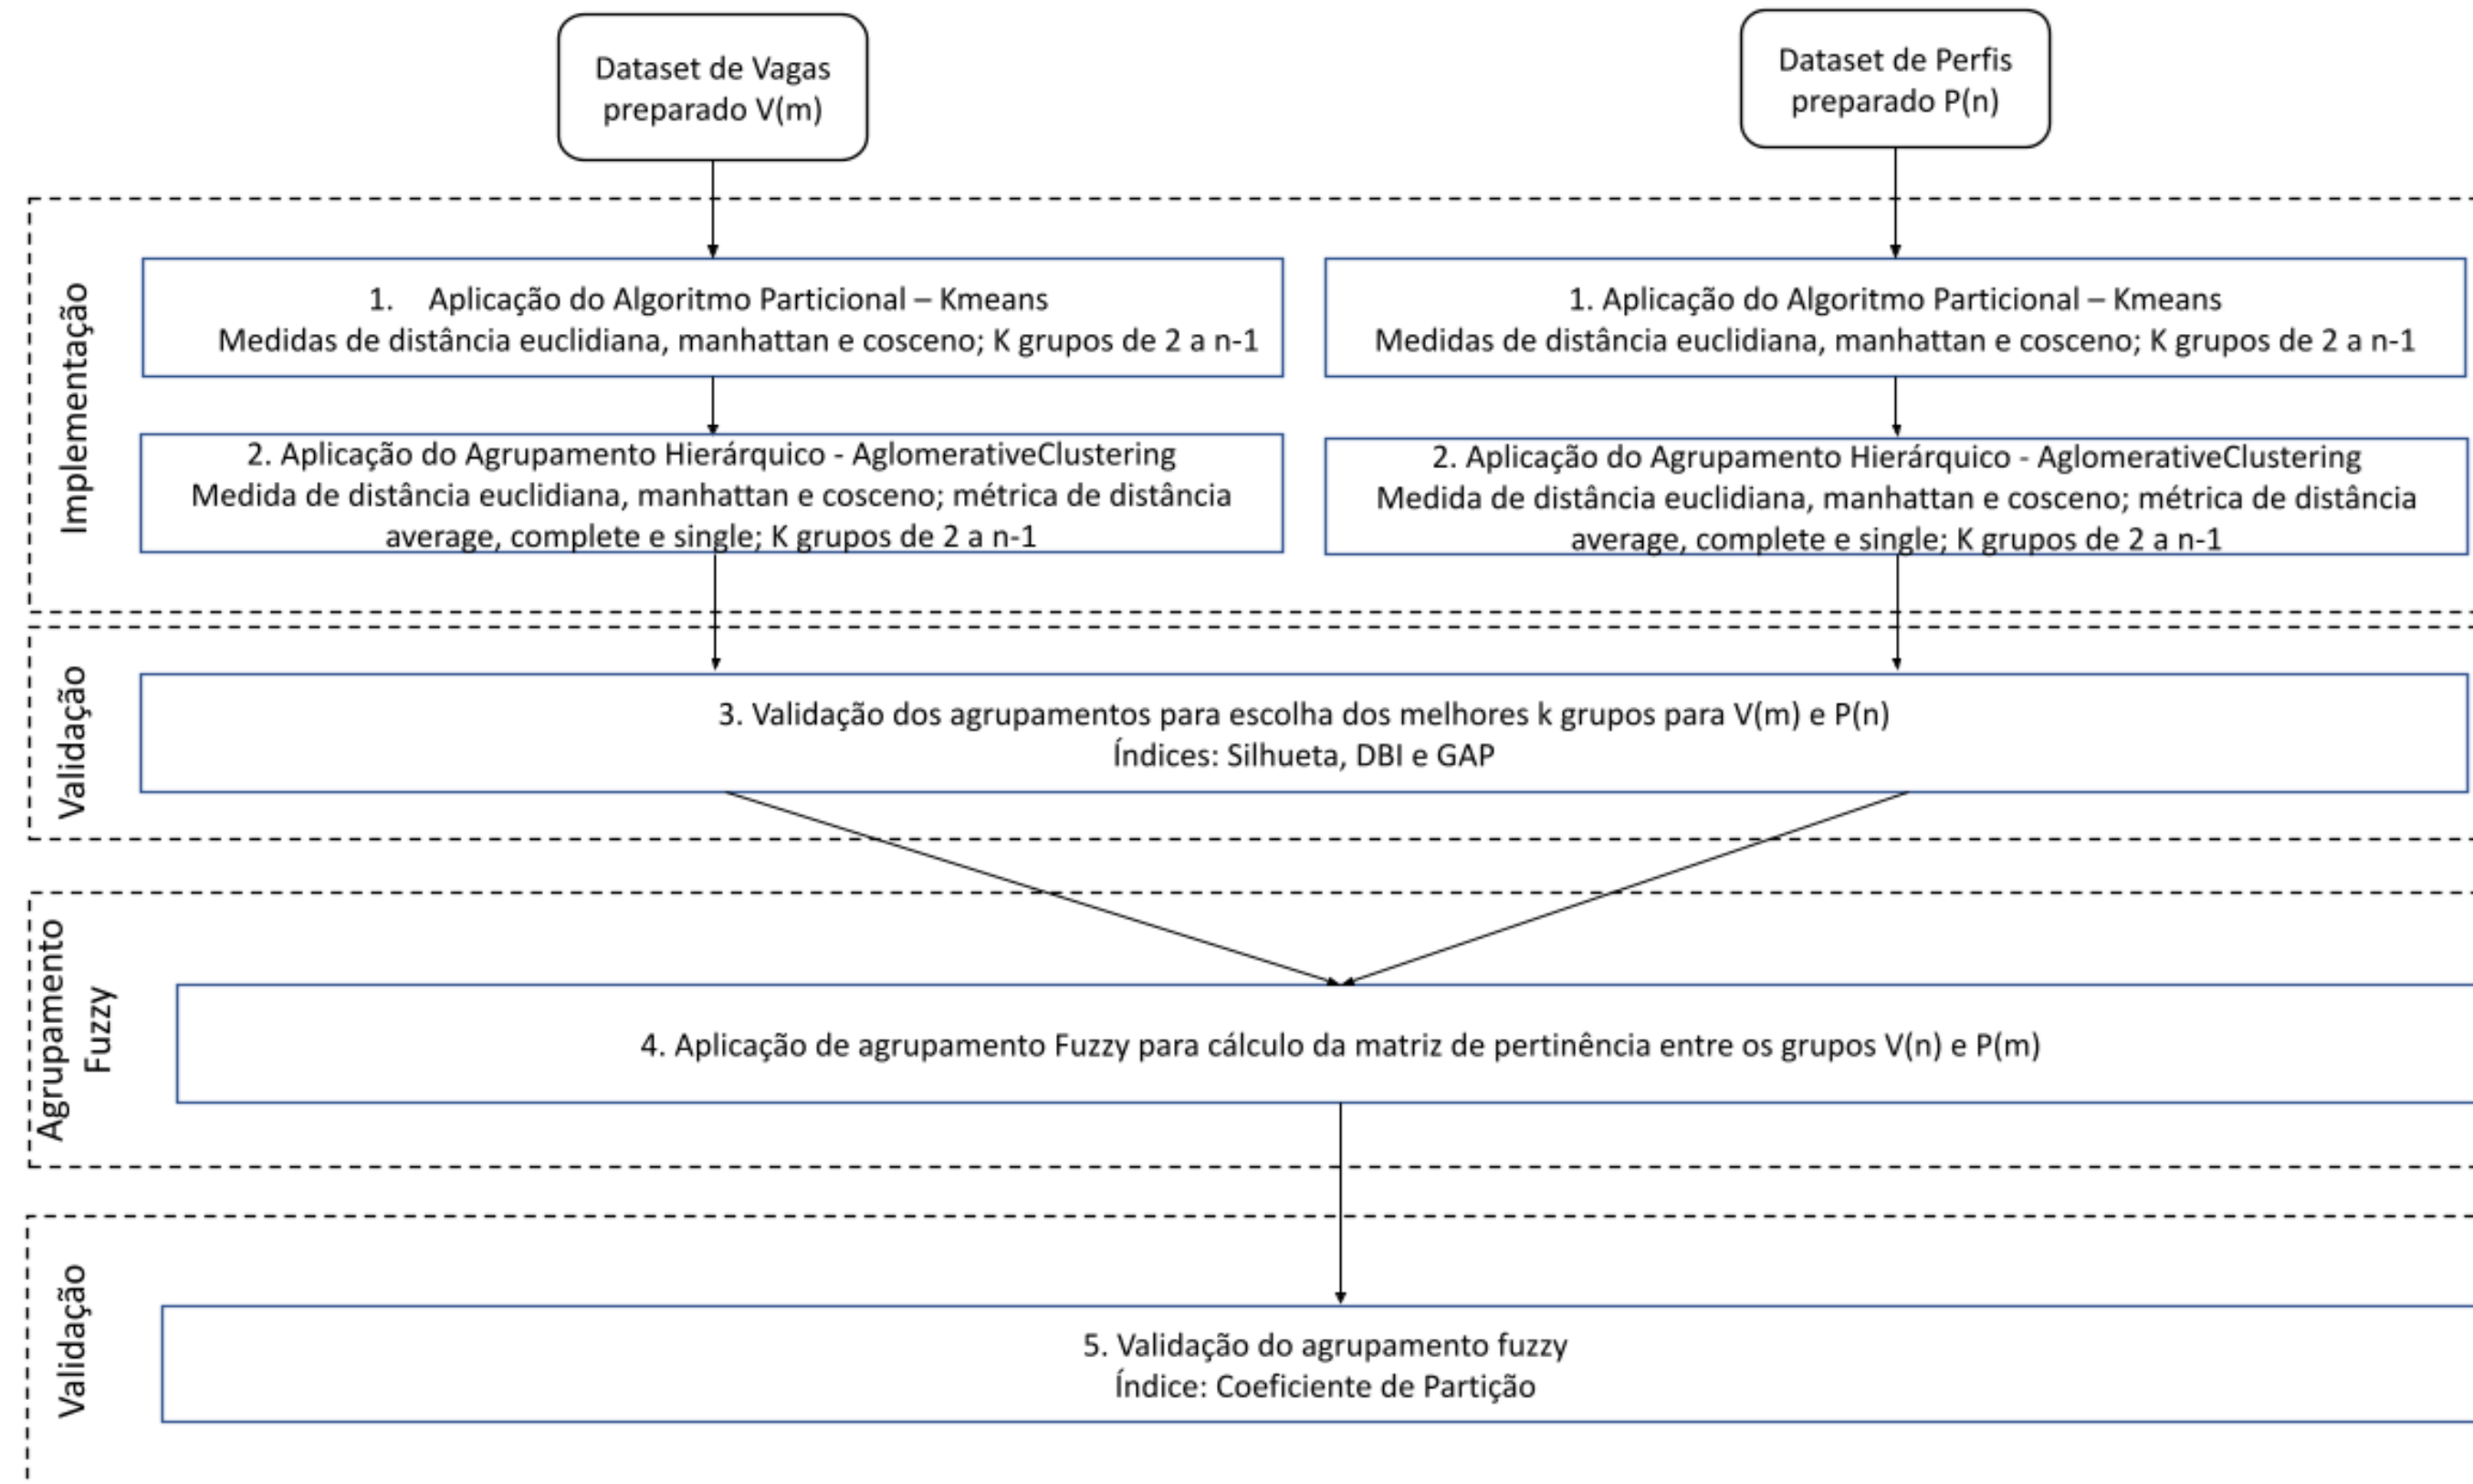 Dataset de Vagas
preparado V(m)
Dataset de Perfis
preparado P(n)
Implementação
1. Aplicação do Algoritmo Particional – Kmeans
Medidas de distância euclidiana, manhattan e cosceno; K grupos de 2 a n-1
1. Aplicação do Algoritmo Particional – Kmeans
Medidas de distância euclidiana, manhattan e cosceno; K grupos de 2 a n-1
2. Aplicação do Agrupamento Hierárquico - AglomerativeClustering
Medida de distância euclidiana, manhattan e cosceno; métrica de distância
average, complete e single; K grupos de 2 a n-1
2. Aplicação do Agrupamento Hierárquico - AglomerativeClustering
Medida de distância euclidiana, manhattan e cosceno; métrica de distância
average, complete e single; K grupos de 2 a n-1
Validação
3. Validação dos agrupamentos para escolha dos melhores k grupos para V(m) e P(n)
Índices: Silhueta, DBI e GAP
Agrupamento
Fuzzy
4. Aplicação de agrupamento Fuzzy para cálculo da matriz de pertinência entre os grupos V(n) e P(m)
Validação
5. Validação do agrupamento fuzzy
Índice: Coeficiente de Partição